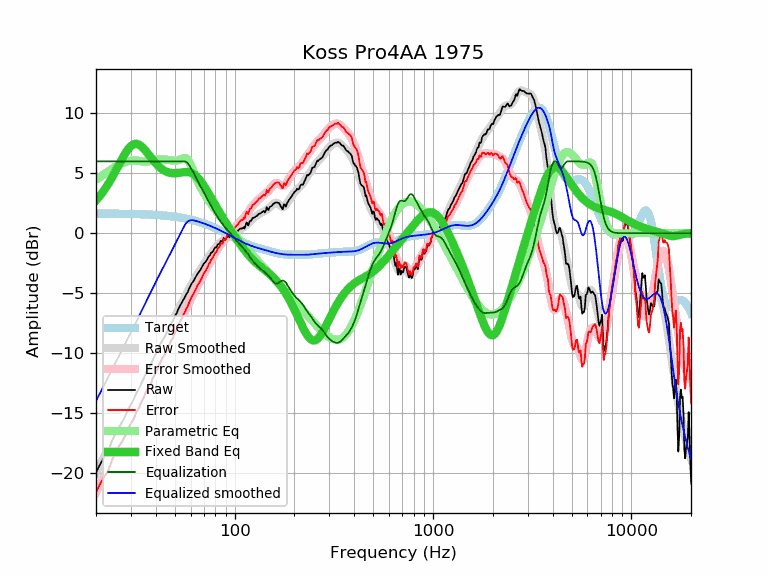 Koss Pro4AA 1975
Amplitude (dBr)
10
5
0
−5
−10
−15
−20
Target
Raw Smoothed
Error Smoothed
Raw
Error
Parametric Eq
Fixed Band Eq
Equalization
Equalized smoothed
100
1000
10000
Frequency (Hz)